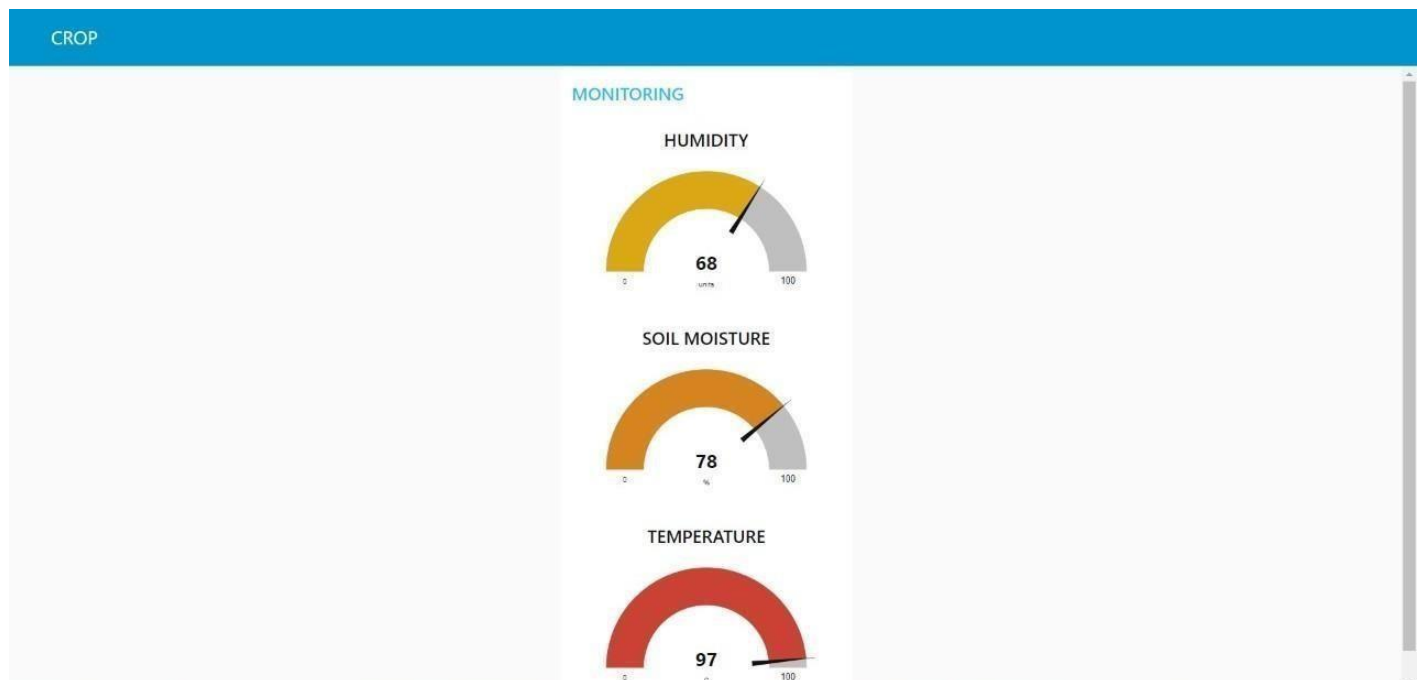 CROP
MONITORING
HUMIDITY
68
0 units 100
SOIL MOISTURE
78
0 % 100
TEMPERATURE
97
0 100